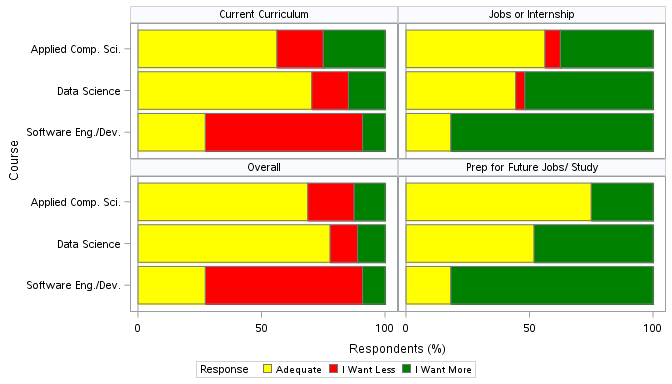 Current Curriculum
Jobs or Internship
Applied Comp. Sci.
Data Science
Software Eng./Dev.
Course
Overall
Prep for Future Jobs/ Study
Applied Comp. Sci.
Data Science
Software Eng./Dev.
0 50 100 0 50 100
Respondents (%)
Response Adequate I Want Less I Want More